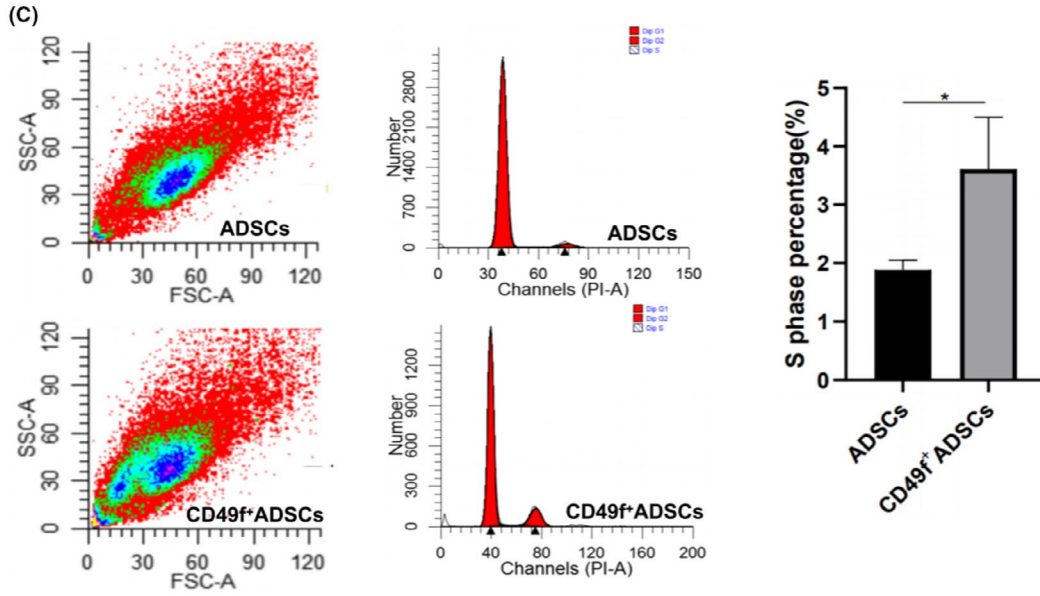 (C)
SSC-A
120
90
60
30
0
ADSCs
0 30 60 90 120
FSC-A
Number
2800
2100
1400
700
0
Dip G1
Dip G2
Dip S
ADSCs
0 30 60 90 120 150
Channels (PI-A)
SSC-A
120
90
60
30
0
CD49f+ADSCs
0 30 60 90 120
FSC-A
Number
1200
900
600
300
0
Dip G1
Dip G2
Dip S
CD49f+ADSCs
0 40 80 120 160 200
Channels (PI-A)
S phase percentage(%)
5
4
3
2
1
0
*
ADSCs
CD49f+ ADSCs